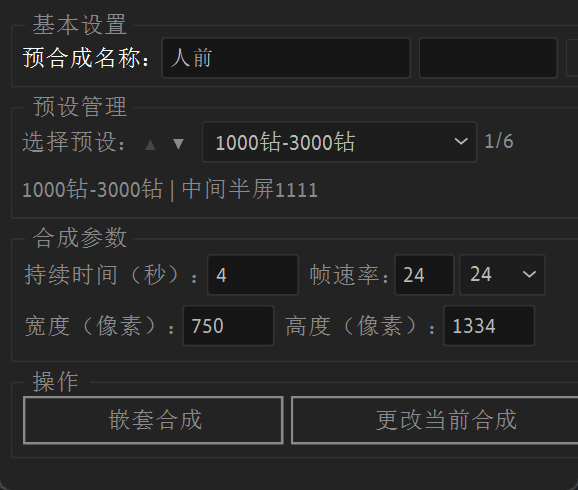 基本设置
预合成名称： 人前
预设管理
选择预设： ▲ ▼ 1000钻-3000钻 1/6
1000钻-3000钻 | 中间半屏1111
合成参数
持续时间（秒）： 4 帧速率： 24 24
宽度（像素）： 750 高度（像素）： 1334
操作
嵌套合成 更改当前合成